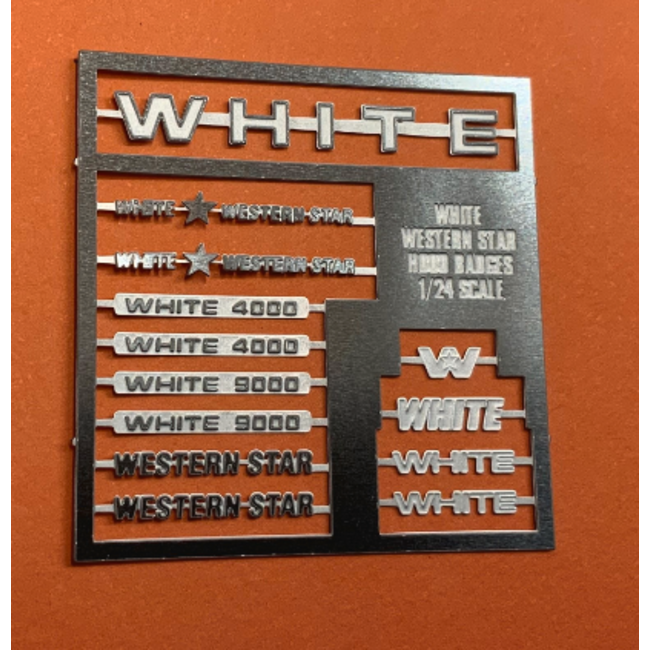 WHITE
WHITE ★ WESTERN STAR
WHITE ★ WESTERN STAR
WHITE 4000
WHITE 4000
WHITE 9000
WHITE 9000
WESTERN STAR
WESTERN STAR
WHITE
WESTERN STAR
HOOD BADGES
1/24 SCALE
W
WHITE
WHITE
WHITE